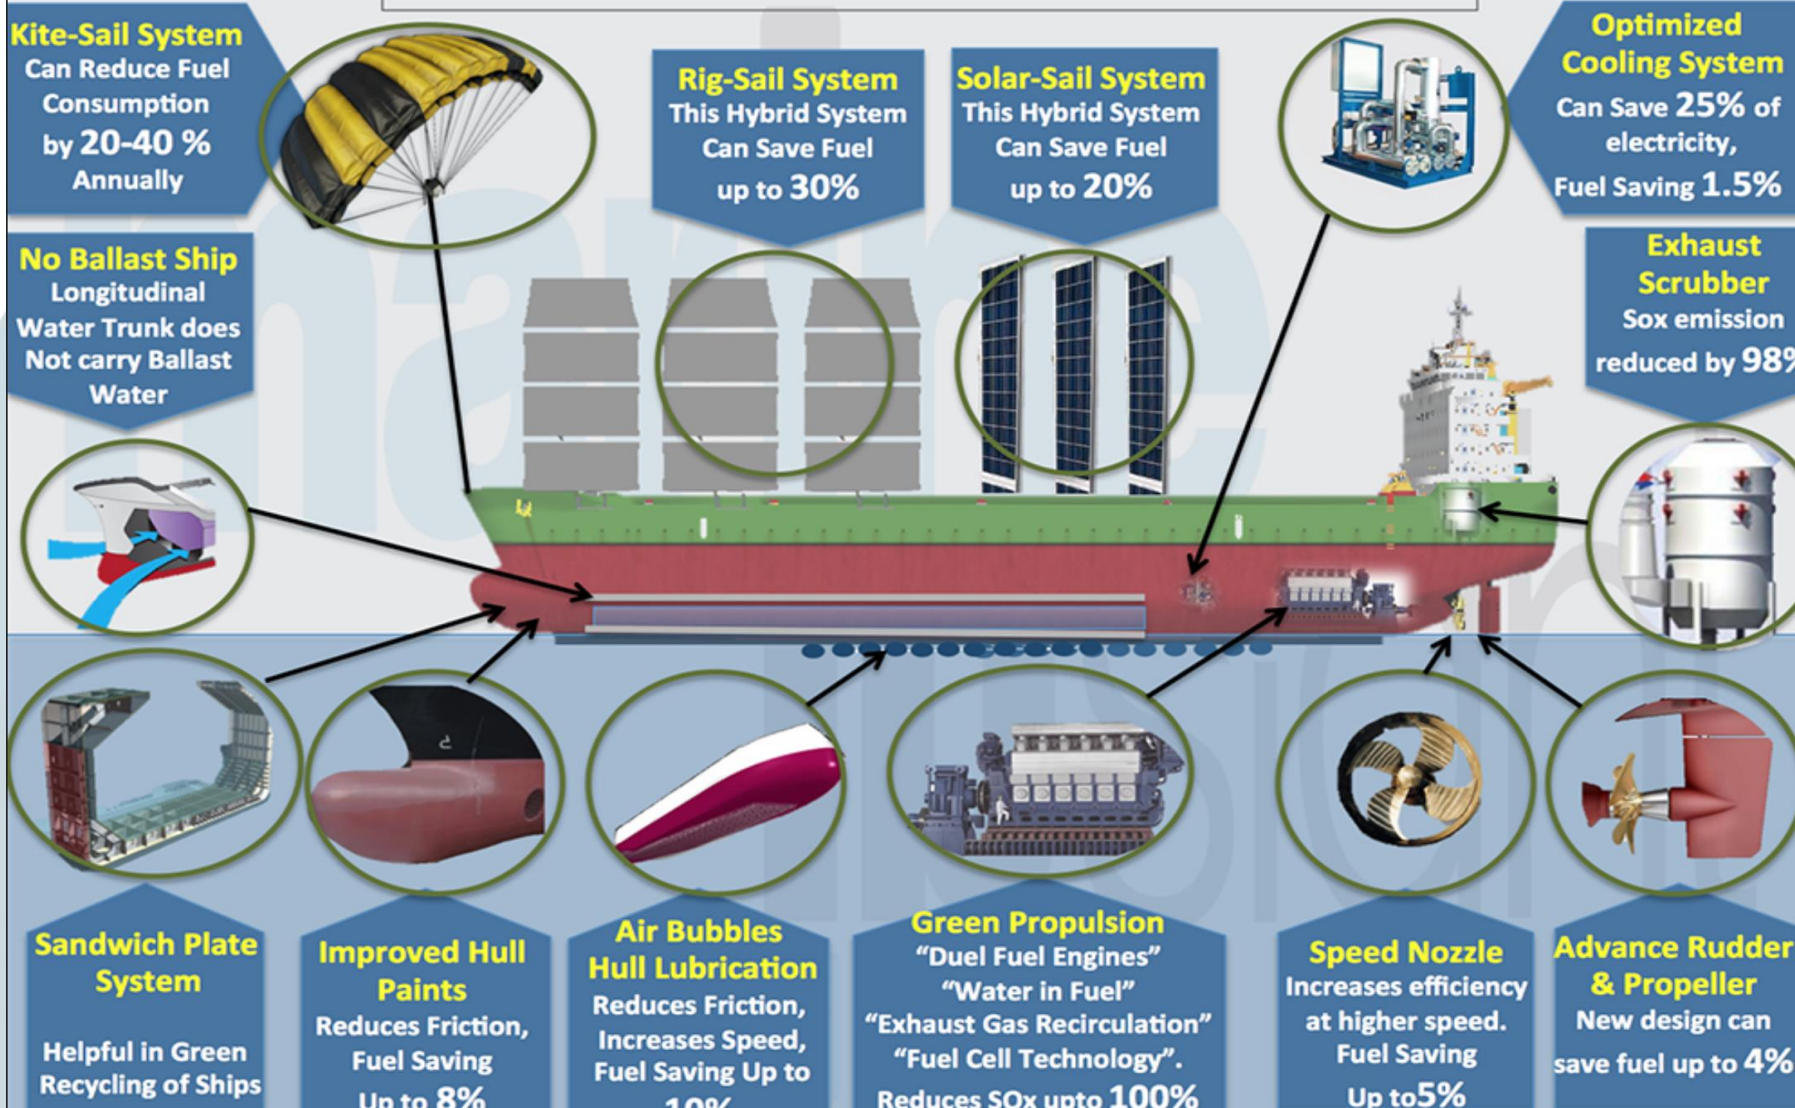 Kite-Sail System
Can Reduce Fuel
Consumption
by 20-40 %
Annually
Rig-Sail System
This Hybrid System
Can Save Fuel
up to 30%
Solar-Sail System
This Hybrid System
Can Save Fuel
up to 20%
Optimized
Cooling System
Can Save 25% of
electricity,
Fuel Saving 1.5%
No Ballast Ship
Longitudinal
Water Trunk does
Not carry Ballast
Water
Exhaust
Scrubber
Sox emission
reduced by 98%
marine
insight
Sandwich Plate
System
Helpful in Green
Recycling of Ships
Improved Hull
Paints
Reduces Friction,
Fuel Saving
Up to 8%
Air Bubbles
Hull Lubrication
Reduces Friction,
Increases Speed,
Fuel Saving Up to
10%
Green Propulsion
“Duel Fuel Engines”
“Water in Fuel”
“Exhaust Gas Recirculation”
“Fuel Cell Technology”.
Reduces SOx upto 100%
Speed Nozzle
Increases efficiency
at higher speed.
Fuel Saving
Up to5%
Advance Rudder
& Propeller
New design can
save fuel up to 4%